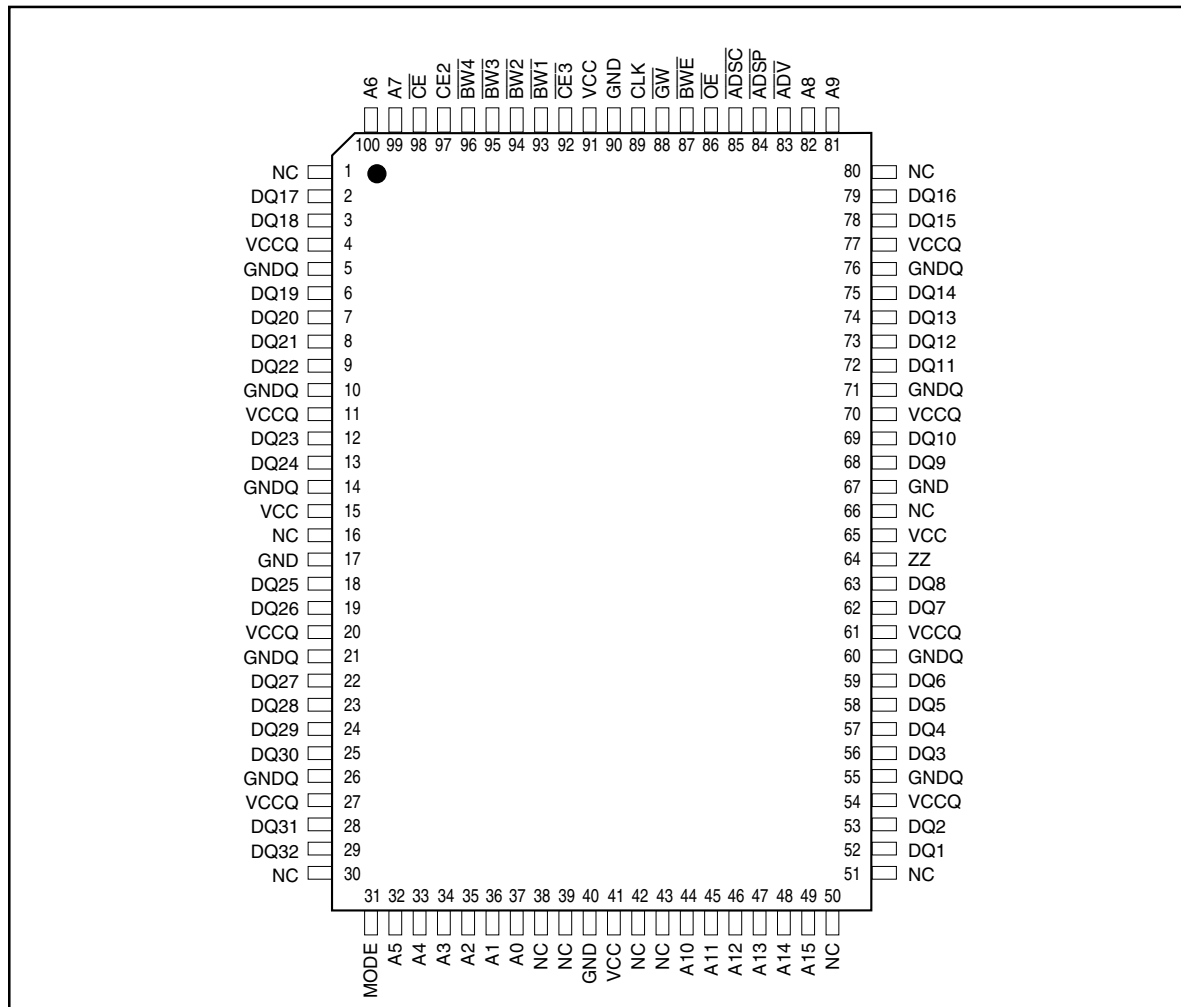 A6 A7 CE CE2 BW4 BW3 BW2 BW1 CE3 VCC GND CLK GW BWE OE ADSC ADSP ADV A8 A9
100 99 98 97 96 95 94 93 92 91 90 89 88 87 86 85 84 83 82 81
NC 1 80 NC
DQ17 2 79 DQ16
DQ18 3 78 DQ15
VCCQ 4 77 VCCQ
GNDQ 5 76 GNDQ
DQ19 6 75 DQ14
DQ20 7 74 DQ13
DQ21 8 73 DQ12
DQ22 9 72 DQ11
GNDQ 10 71 GNDQ
VCCQ 11 70 VCCQ
DQ23 12 69 DQ10
DQ24 13 68 DQ9
GNDQ 14 67 GND
VCC 15 66 NC
NC 16 65 VCC
GND 17 64 ZZ
DQ25 18 63 DQ8
DQ26 19 62 DQ7
VCCQ 20 61 VCCQ
GNDQ 21 60 GNDQ
DQ27 22 59 DQ6
DQ28 23 58 DQ5
DQ29 24 57 DQ4
DQ30 25 56 DQ3
GNDQ 26 55 GNDQ
VCCQ 27 54 VCCQ
DQ31 28 53 DQ2
DQ32 29 52 DQ1
NC 30 51 NC
31 32 33 34 35 36 37 38 39 40 41 42 43 44 45 46 47 48 49 50
MODE A5 A4 A3 A2 A1 A0 NC NC GND VCC NC NC A10 A11 A12 A13 A14 A15 NC